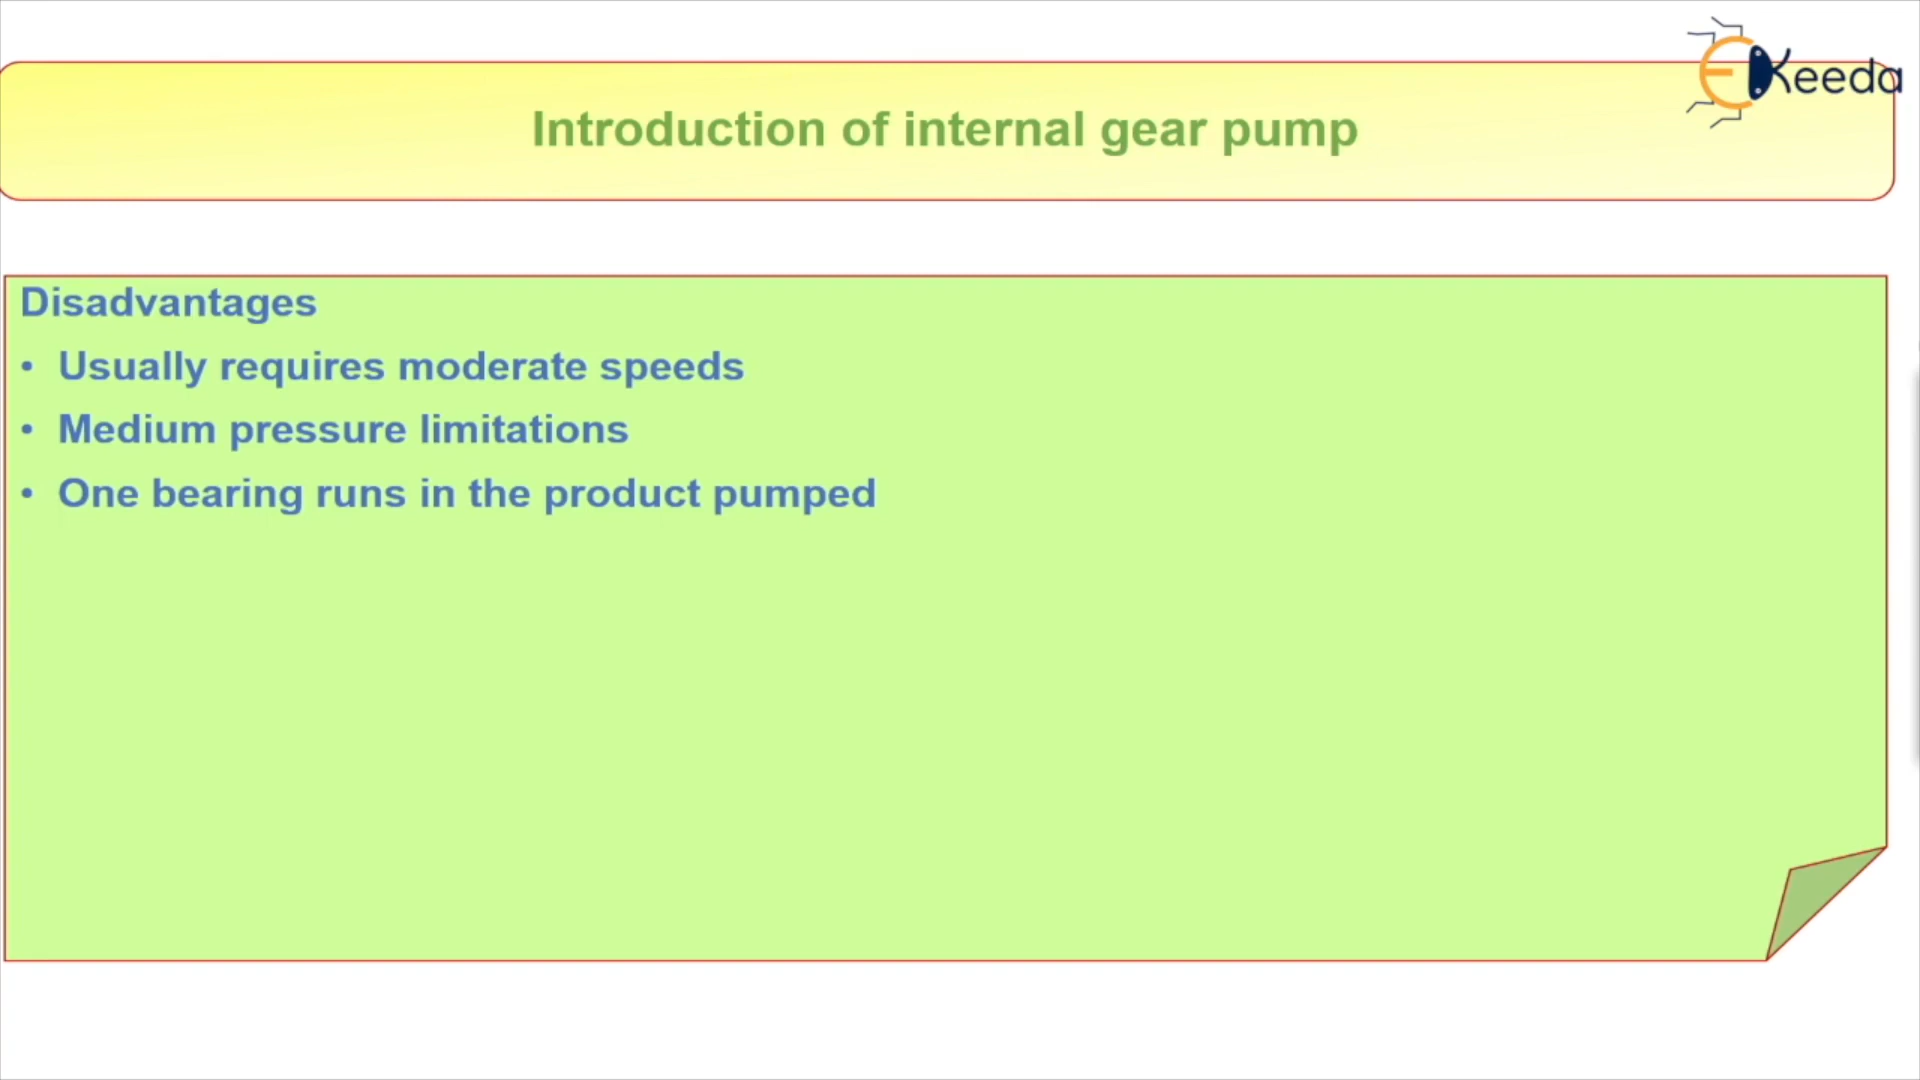 EKeeda
Introduction of internal gear pump
Disadvantages
• Usually requires moderate speeds
• Medium pressure limitations
• One bearing runs in the product pumped